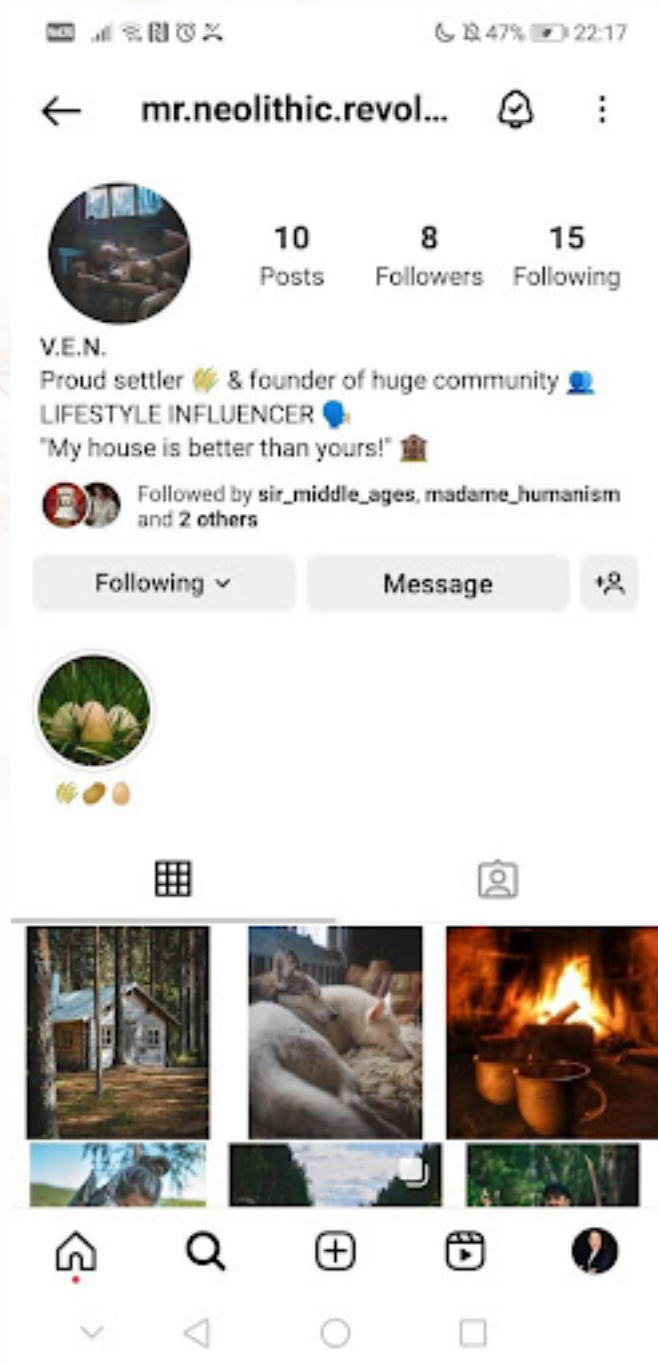 47% 22:17
mr.neolithic.revol...
10 8 15
Posts Followers Following
V.E.N.
Proud settler 🌾 & founder of huge community 👥
LIFESTYLE INFLUENCER 🗣️
"My house is better than yours!" 🏚️
Followed by sir_middle_ages, madame_humanism
and 2 others
Following Message
🌾🥔🥚